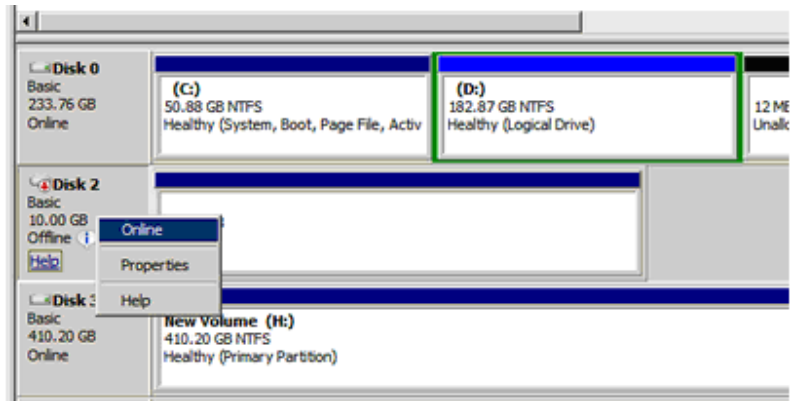 Disk 0
Basic
233.76 GB
Online
(C:)
50.88 GB NTFS
Healthy (System, Boot, Page File, Activ
(D:)
182.87 GB NTFS
Healthy (Logical Drive)
12 ME
Unallo
Disk 2
Basic
10.00 GB
Offline
Help
Online
Properties
Help
Disk 3
Basic
410.20 GB
Online
New Volume (H:)
410.20 GB NTFS
Healthy (Primary Partition)